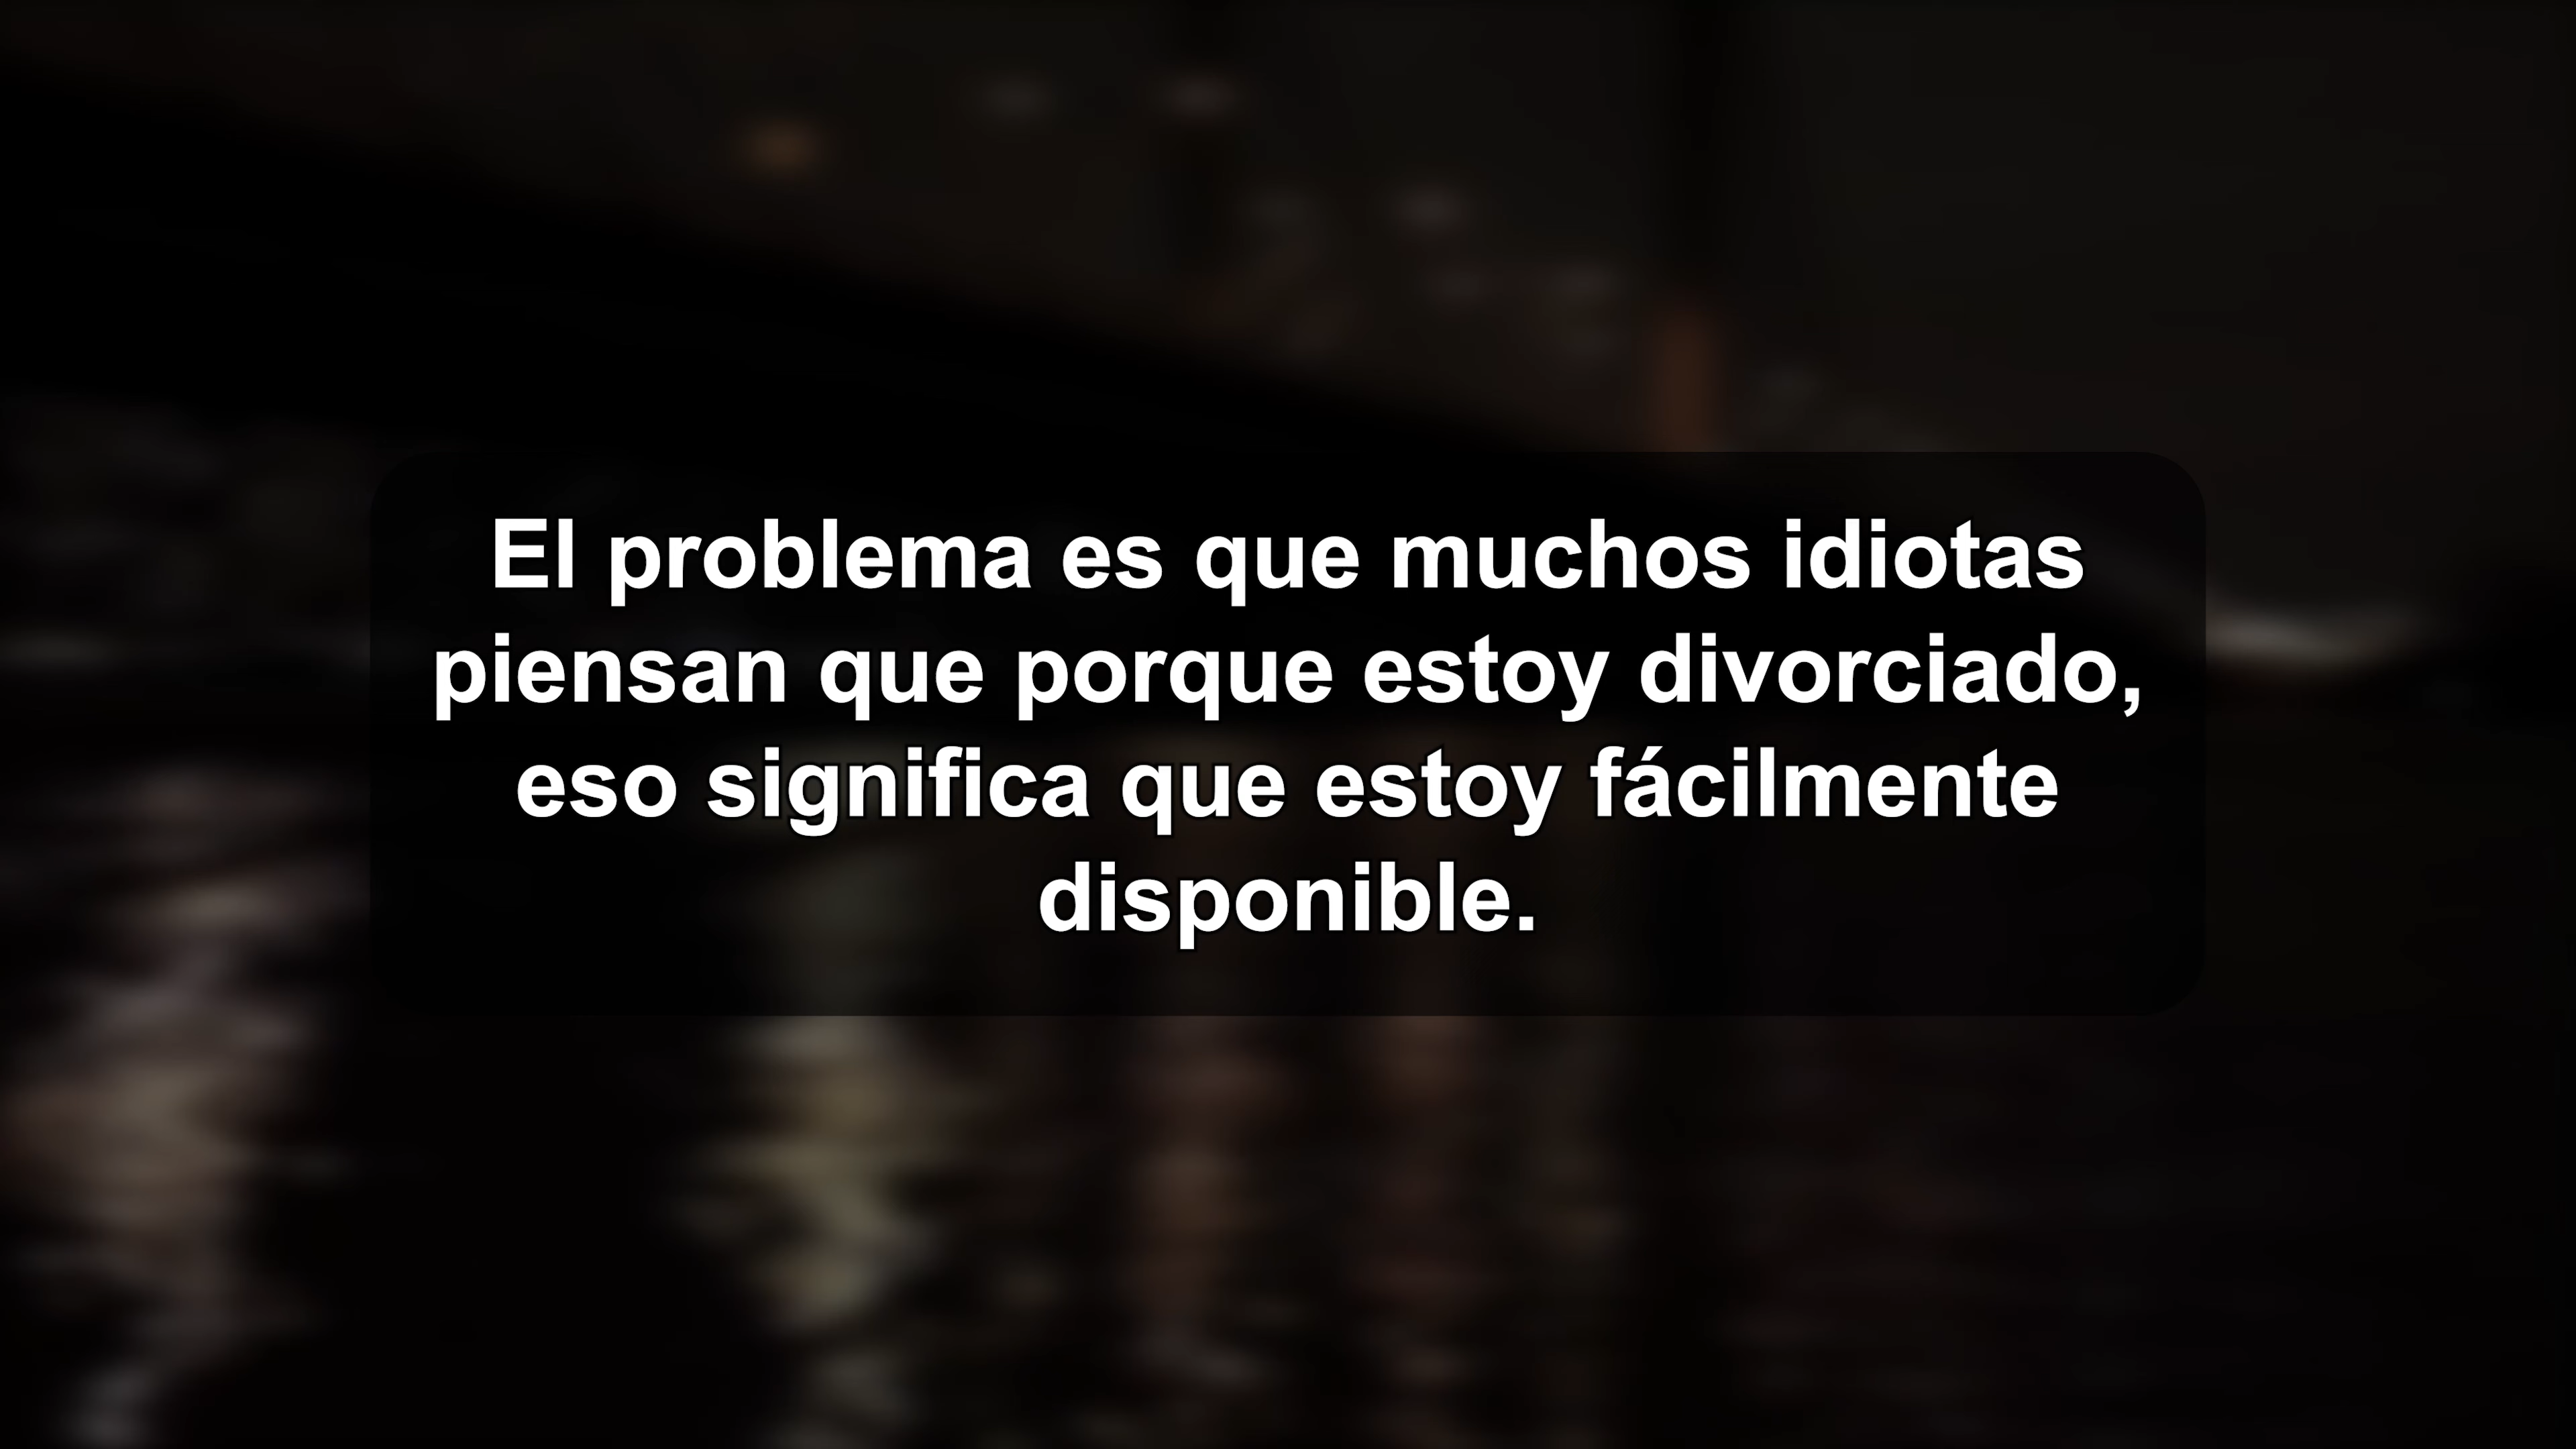 El problema es que muchos idiotas
piensan que porque estoy divorciado,
eso significa que estoy fácilmente
disponible.